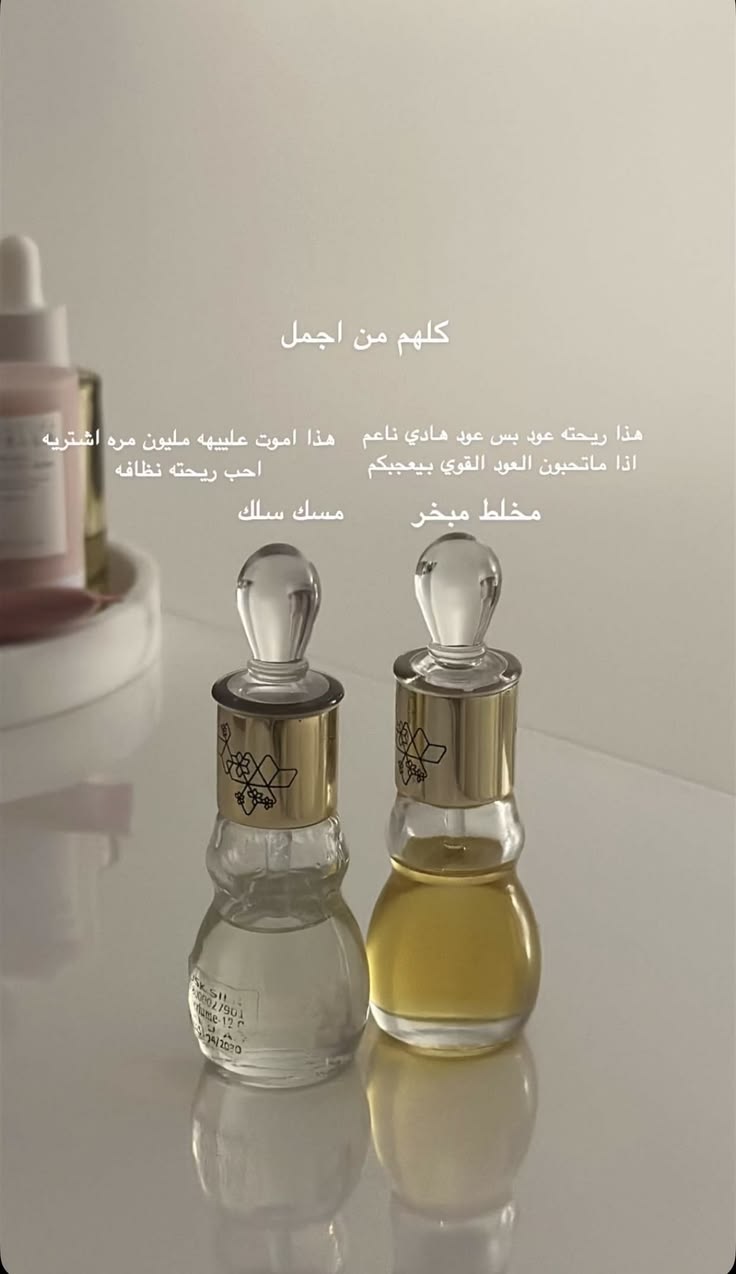 كلهم من اجمل
هذا ريحته عود بس عود هادي ناعم
اذا ماتحبون العود القوي بيعجبكم
مخلط مبخر
هذا اموت علييهه مليون مره اشتريه
احب ريحته نظافه
مسك سلك